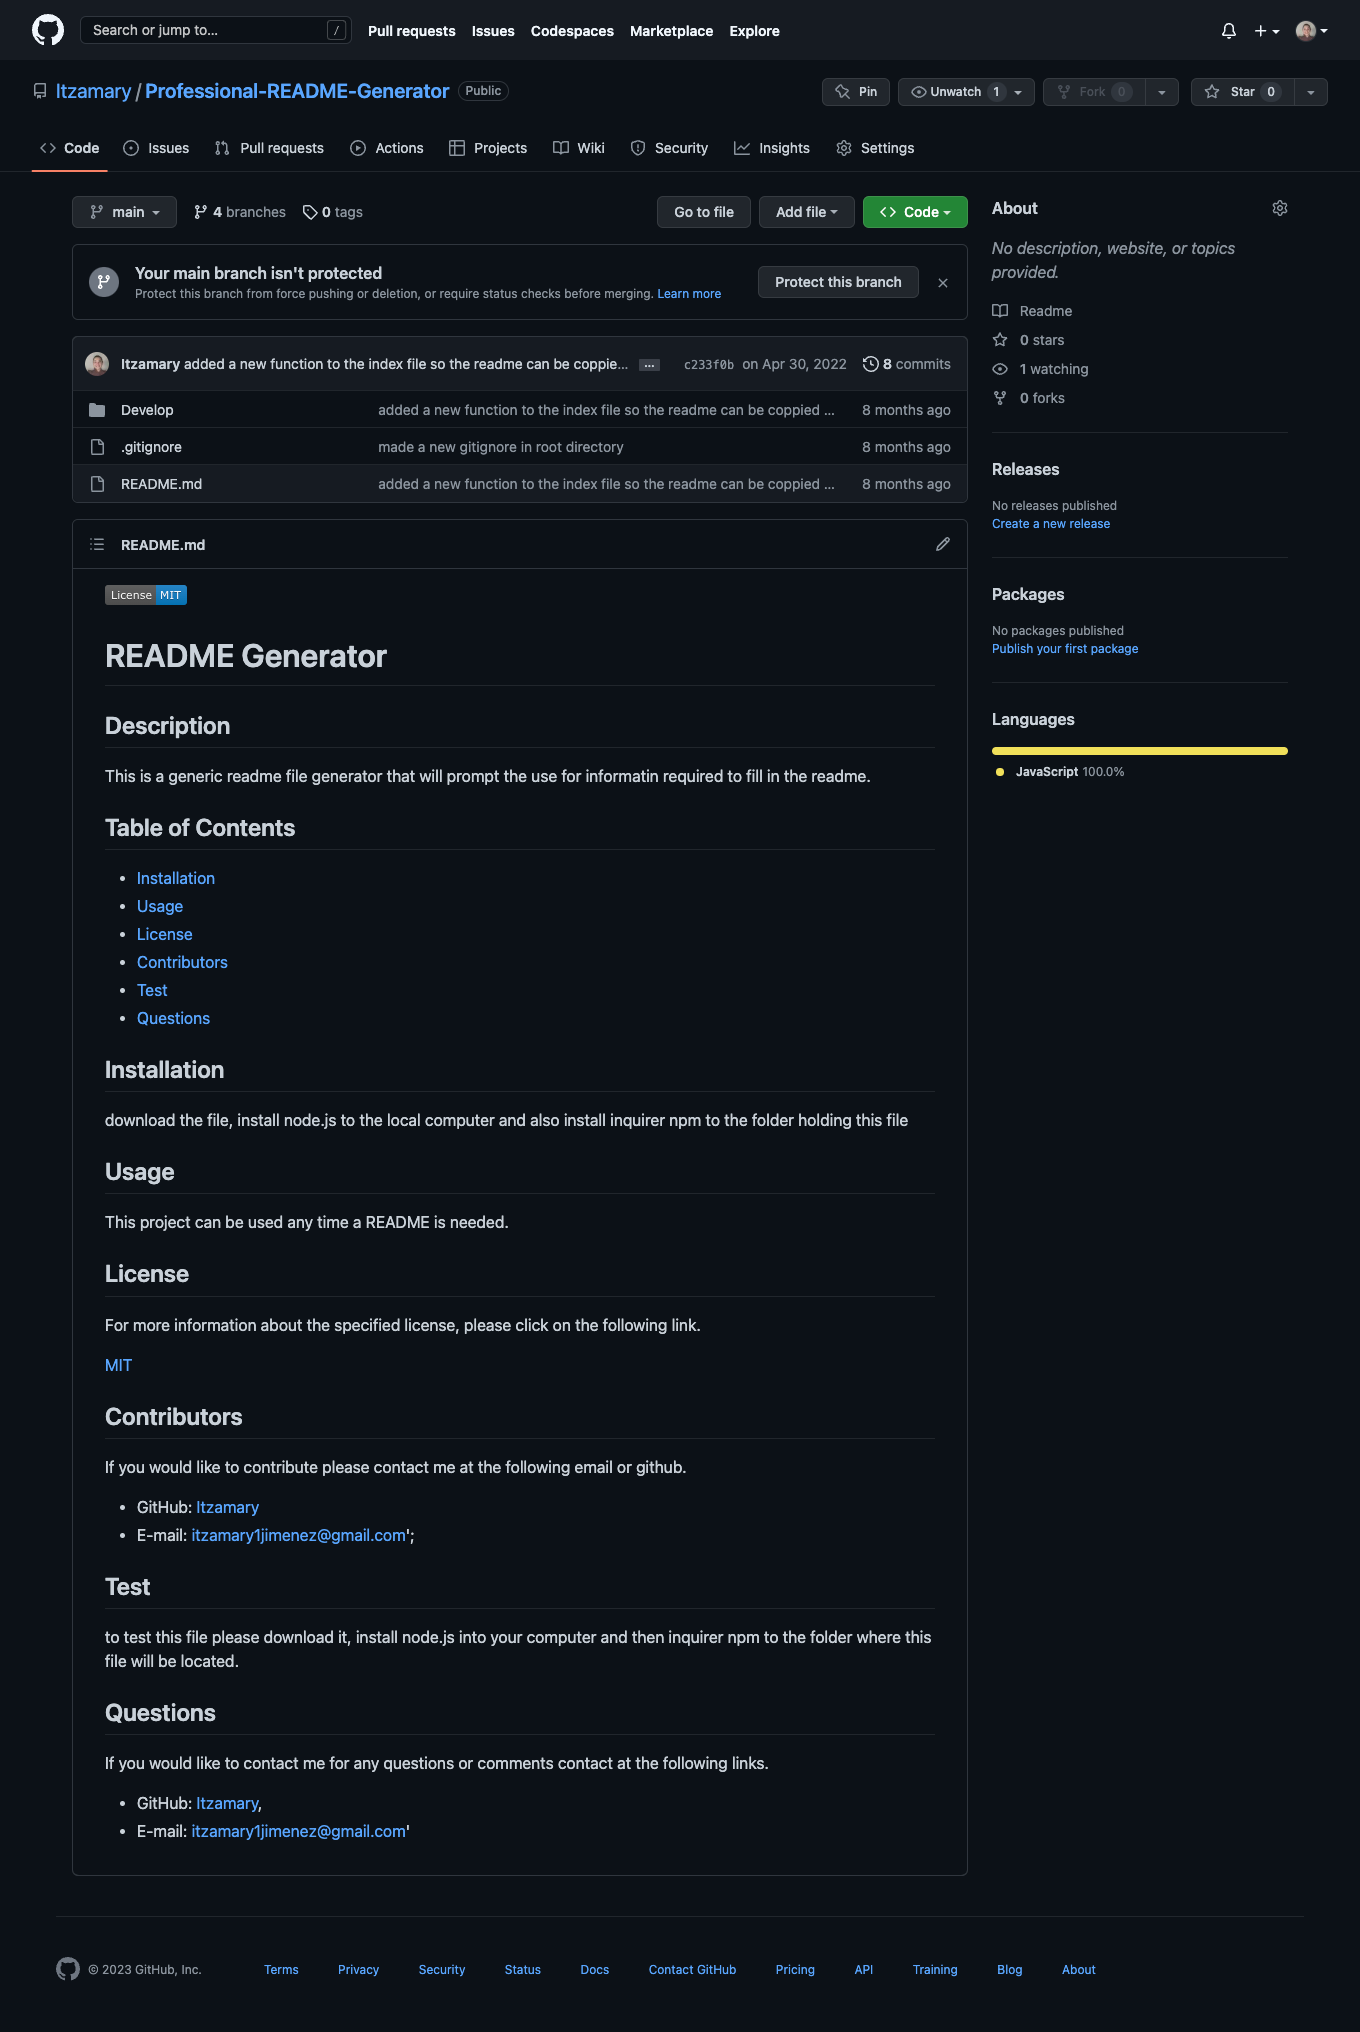 Search or jump to... /
Pull requests Issues Codespaces Marketplace Explore
Itzamary / Professional-README-Generator Public
Pin Unwatch 1 Fork 0 Star 0
Code Issues Pull requests Actions Projects Wiki Security Insights Settings
main 4 branches 0 tags Go to file Add file Code
Your main branch isn't protected
Protect this branch from force pushing or deletion, or require status checks before merging. Learn more
Protect this branch
Itzamary added a new function to the index file so the readme can be coppie... ... c233f0b on Apr 30, 2022 8 commits
Develop added a new function to the index file so the readme can be coppied ... 8 months ago
.gitignore made a new gitignore in root directory 8 months ago
README.md added a new function to the index file so the readme can be coppied ... 8 months ago
README.md
License MIT
README Generator
Description
This is a generic readme file generator that will prompt the use for informatin required to fill in the readme.
Table of Contents
• Installation
• Usage
• License
• Contributors
• Test
• Questions
Installation
download the file, install node.js to the local computer and also install inquirer npm to the folder holding this file
Usage
This project can be used any time a README is needed.
License
For more information about the specified license, please click on the following link.
MIT
Contributors
If you would like to contribute please contact me at the following email or github.
• GitHub: Itzamary
• E-mail: itzamary1jimenez@gmail.com';
Test
to test this file please download it, install node.js into your computer and then inquirer npm to the folder where this
file will be located.
Questions
If you would like to contact me for any questions or comments contact at the following links.
• GitHub: Itzamary,
• E-mail: itzamary1jimenez@gmail.com'
About
No description, website, or topics
provided.
Readme
0 stars
1 watching
0 forks
Releases
No releases published
Create a new release
Packages
No packages published
Publish your first package
Languages
JavaScript 100.0%
© 2023 GitHub, Inc. Terms Privacy Security Status Docs Contact GitHub Pricing API Training Blog About